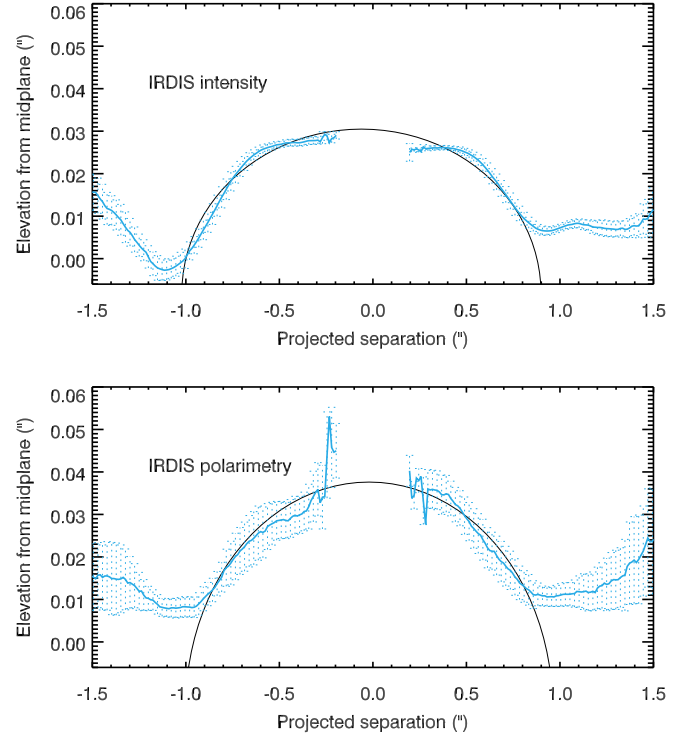 0.06
0.05
0.04
0.03
0.02
0.01
0.00
Elevation from midplane (")
IRDIS intensity
-1.5 -1.0 -0.5 0.0 0.5 1.0 1.5
Projected separation (")
0.06
0.05
0.04
0.03
0.02
0.01
0.00
Elevation from midplane (")
IRDIS polarimetry
-1.5 -1.0 -0.5 0.0 0.5 1.0 1.5
Projected separation (")